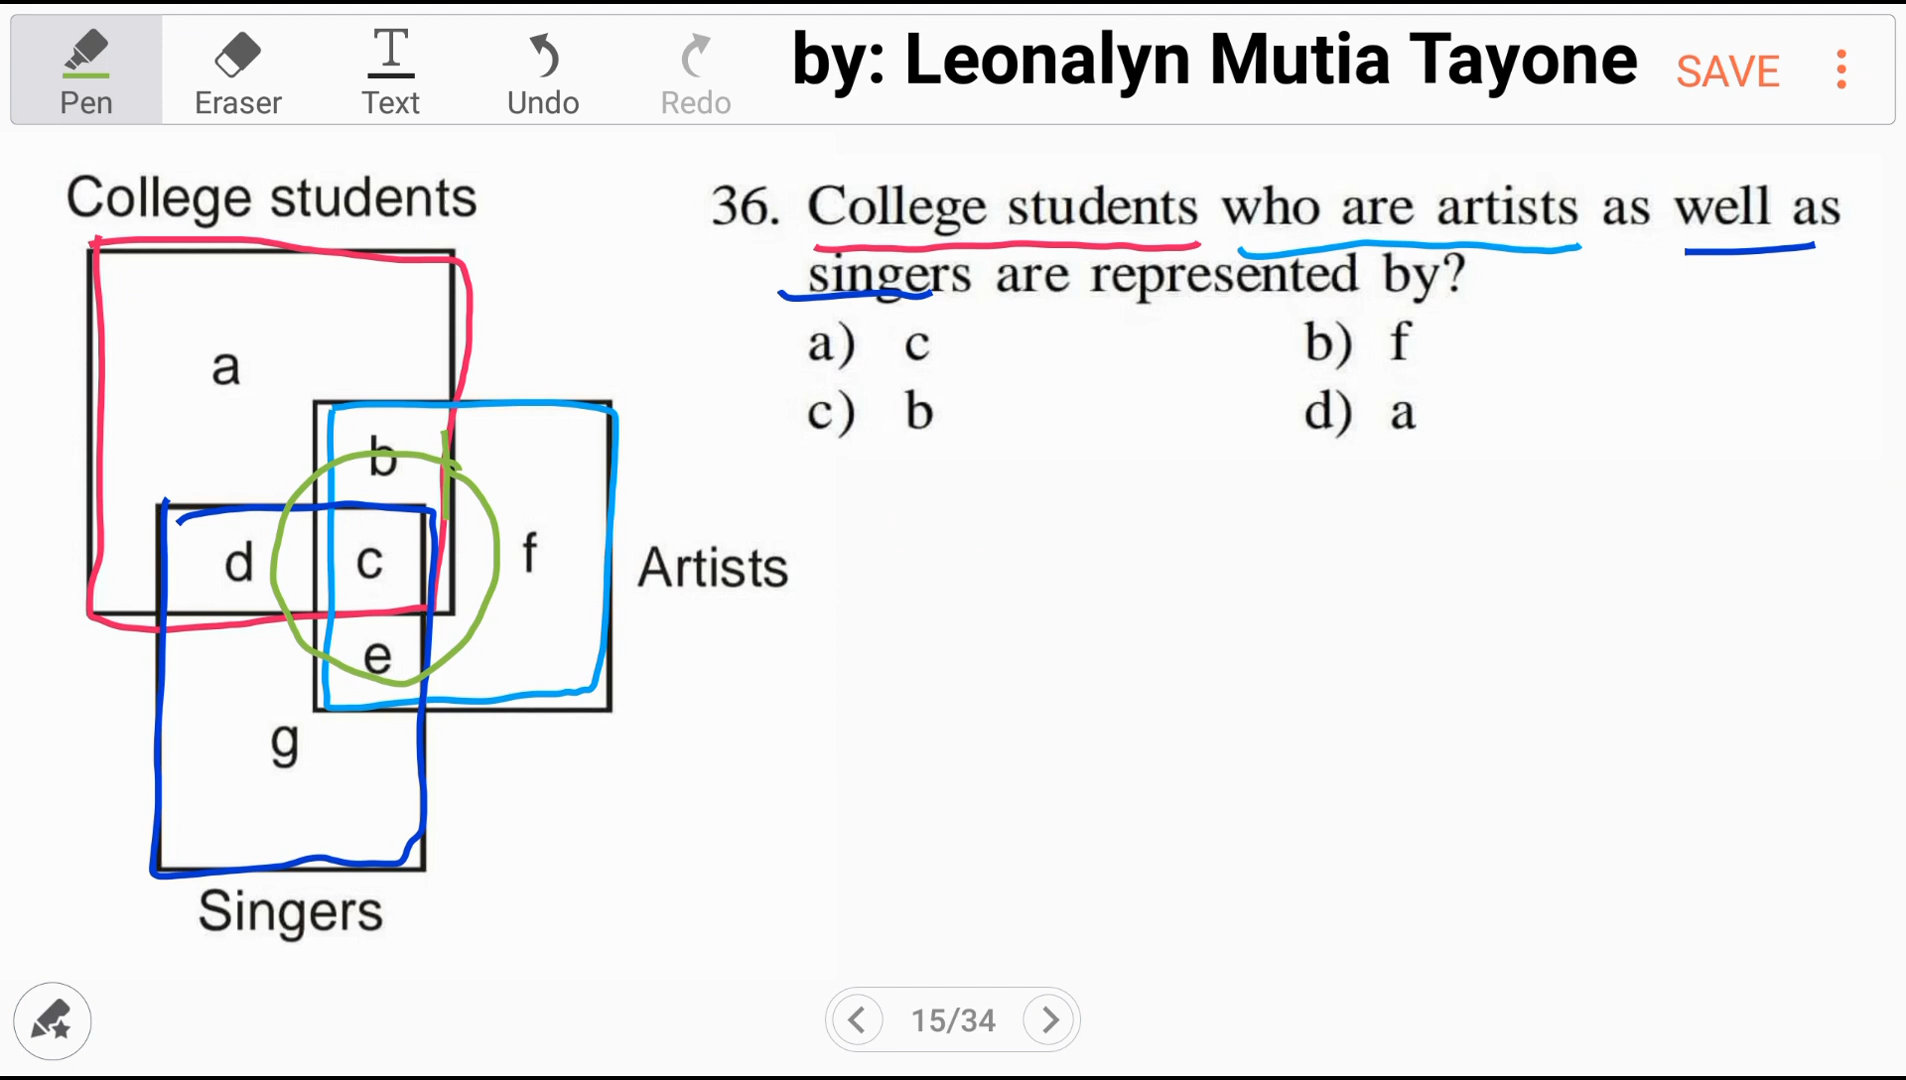 Pen Eraser Text Undo Redo by: Leonalyn Mutia Tayone SAVE
College students
a
b
d c f
Artists
e
g
Singers
36. College students who are artists as well as
singers are represented by?
a) c b) f
c) b d) a
15/34